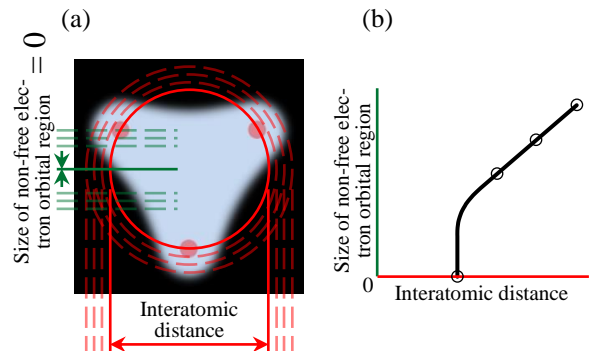 (a)
(b)
Size of non-free elec-
tron orbital region
= 0
Interatomic
distance
Size of non-free elec-
tron orbital region
0
Interatomic distance